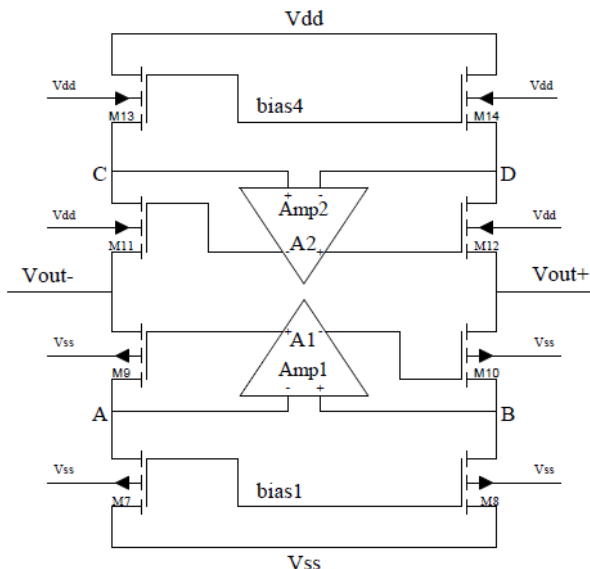 Vdd
Vdd
Vdd
bias4
M13
M14
C
D
+ -
Amp2
Vdd
Vdd
A2
M11
- +
M12
Vout-
Vout+
+ -
A1
Vss
Vss
Amp1
M9
M10
- +
A
B
Vss
Vss
bias1
M7
M8
Vss